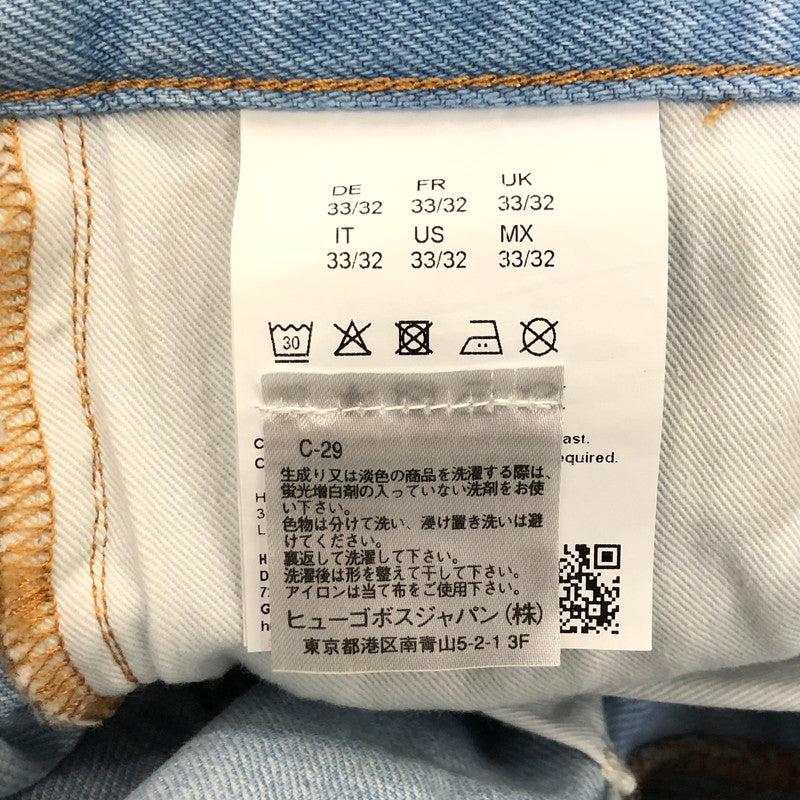 DE FR UK
33/32 33/32 33/32
IT US MX
33/32 33/32 33/32
30
C-29
生成り又は淡色の商品を洗濯する際は、
蛍光増白剤の入っていない洗剤をお使
い下さい。
色物は分けて洗い、浸け置き洗いは避
けてください。
裏返して洗濯して下さい。
洗濯後は形を整えて干して下さい。
アイロンは当て布をご使用下さい。
ヒューゴボスジャパン(株)
東京都港区南青山5-2-1 3F